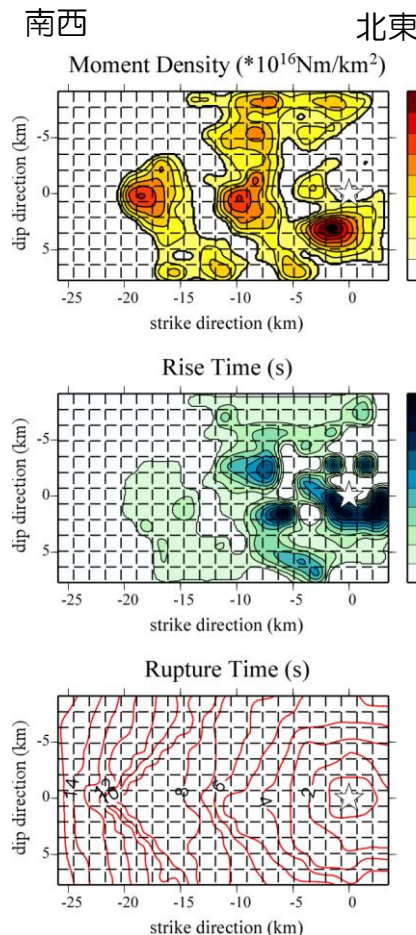 南西 北東
Moment Density (*10¹⁶Nm/km²)
dip direction (km)
-5
0
5
-25 -20 -15 -10 -5 0
strike direction (km)
Rise Time (s)
dip direction (km)
-5
0
5
-25 -20 -15 -10 -5 0
strike direction (km)
Rupture Time (s)
dip direction (km)
-5
0
5
14 8 6 4 2
-25 -20 -15 -10 -5 0
strike direction (km)